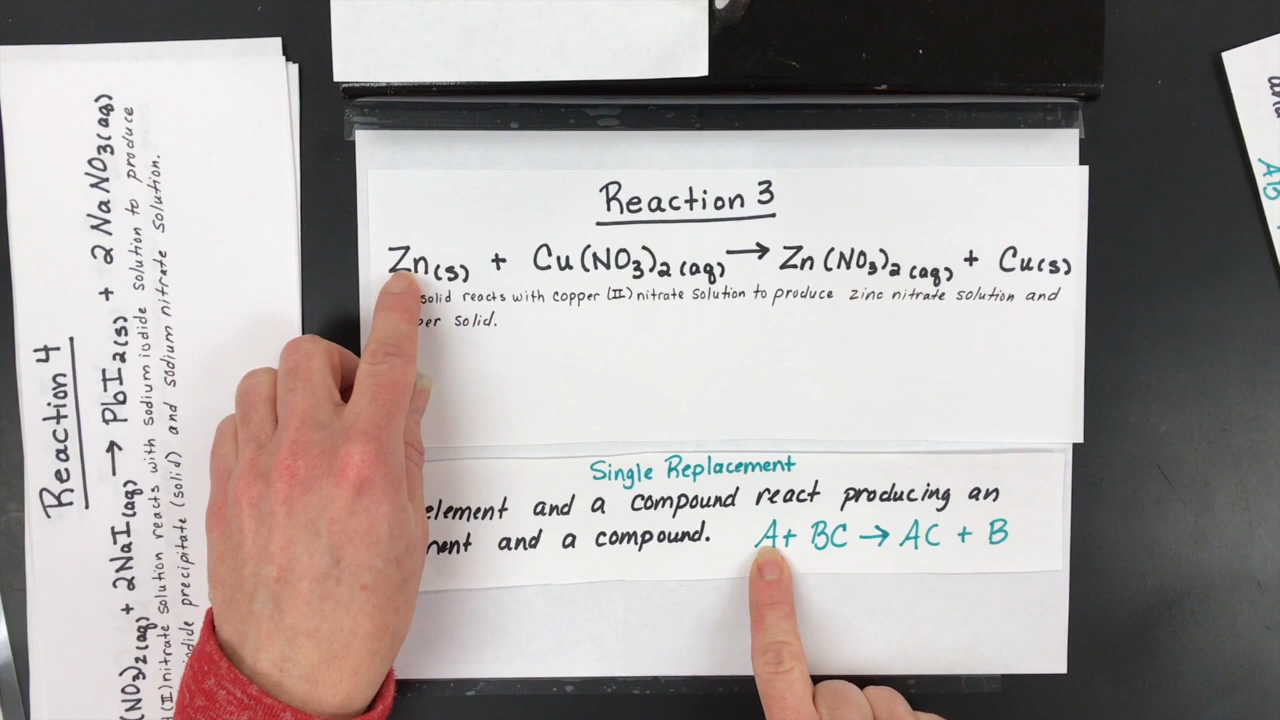 Reaction 3
Zn(s) + Cu(NO3)2(aq) → Zn(NO3)2(aq) + Cu(s)
solid reacts with copper (II) nitrate solution to produce zinc nitrate solution and
solid.
Single Replacement
element and a compound react producing an
and a compound. A + BC → AC + B
Reaction 4
(NO3)2(aq) + 2NaI(aq) → PbI2(s) + 2NaNO3(aq)
(II) nitrate solution reacts with sodium iodide solution to produce
iodide precipitate (solid) and sodium nitrate solution.